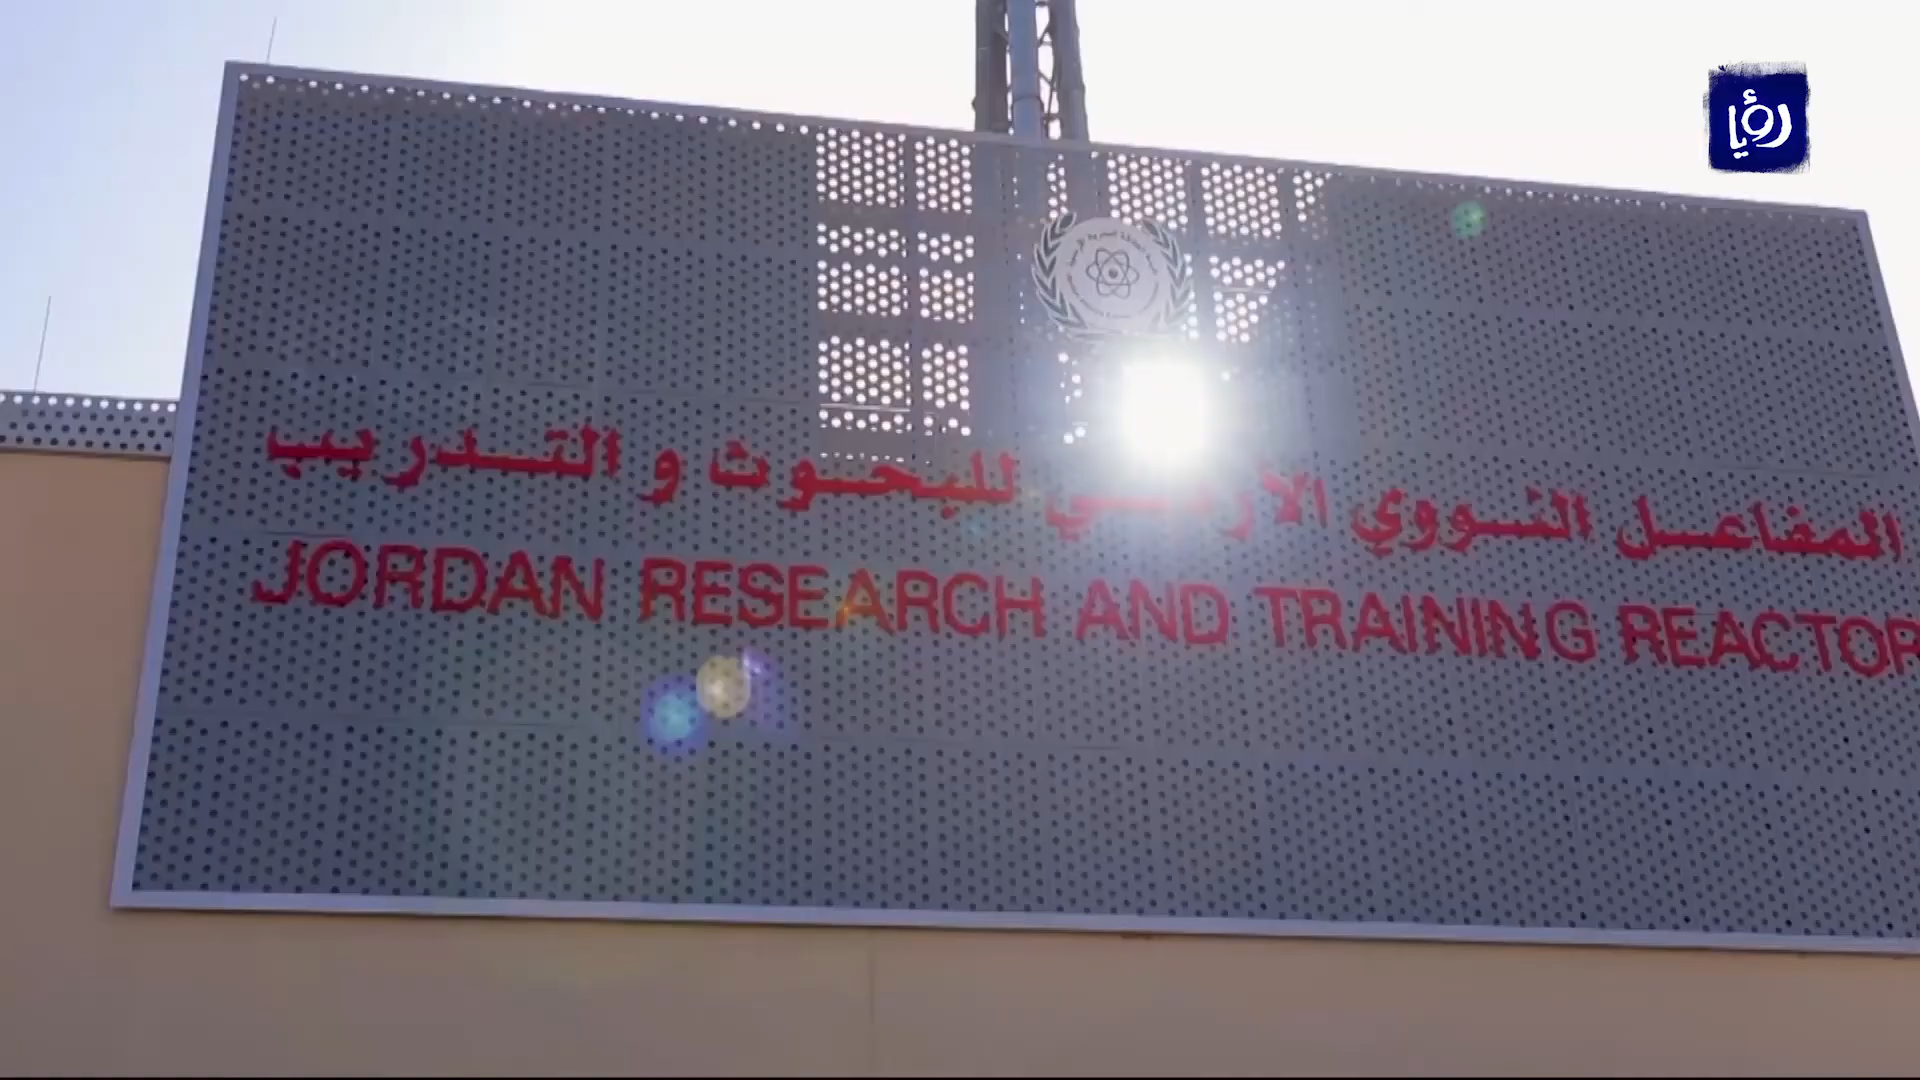 رؤيا
المفاعل النووي الأردني للبحوث و التدريب
JORDAN RESEARCH AND TRAINING REACTOR